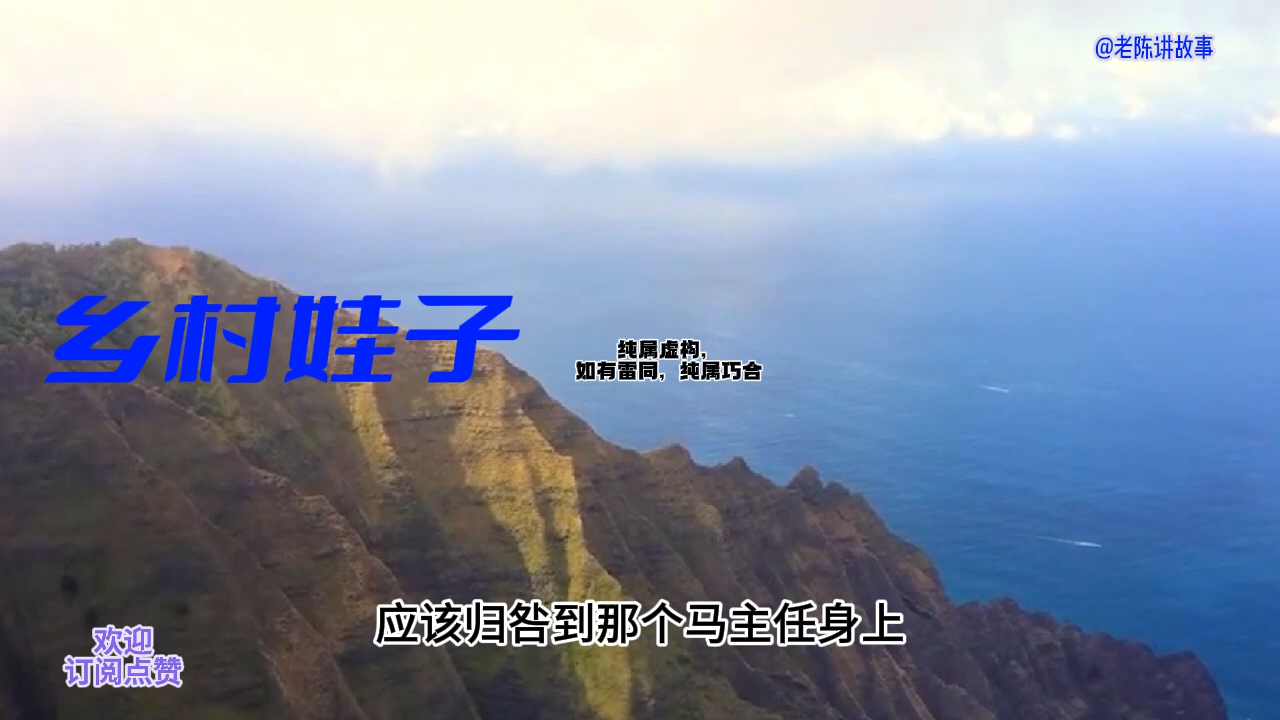 @老陈讲故事
乡村娃子
纯属虚构，
如有雷同，纯属巧合
应该归咎到那个马主任身上
欢迎
订阅点赞